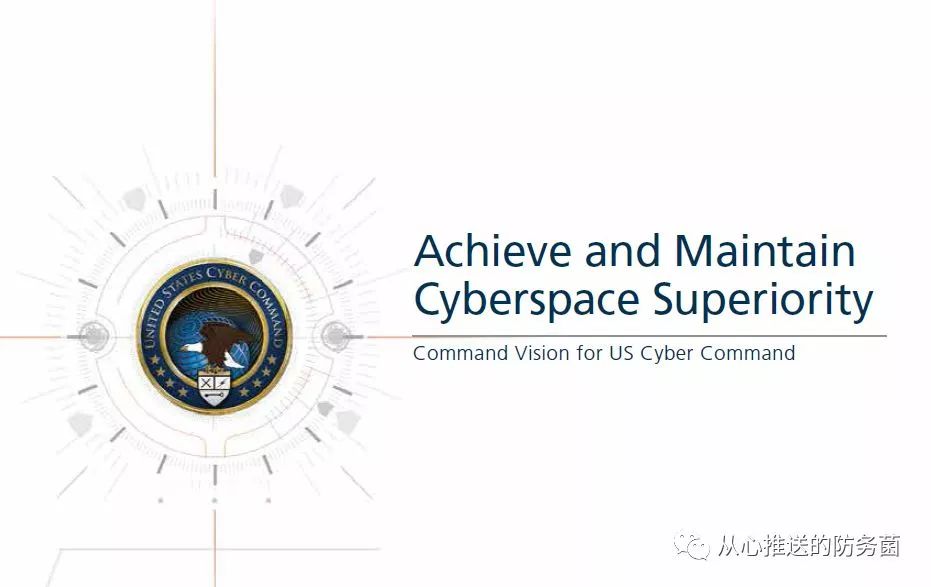 Achieve and Maintain
Cyberspace Superiority
Command Vision for US Cyber Command
UNITED STATES CYBER COMMAND
从心推送的防务菌